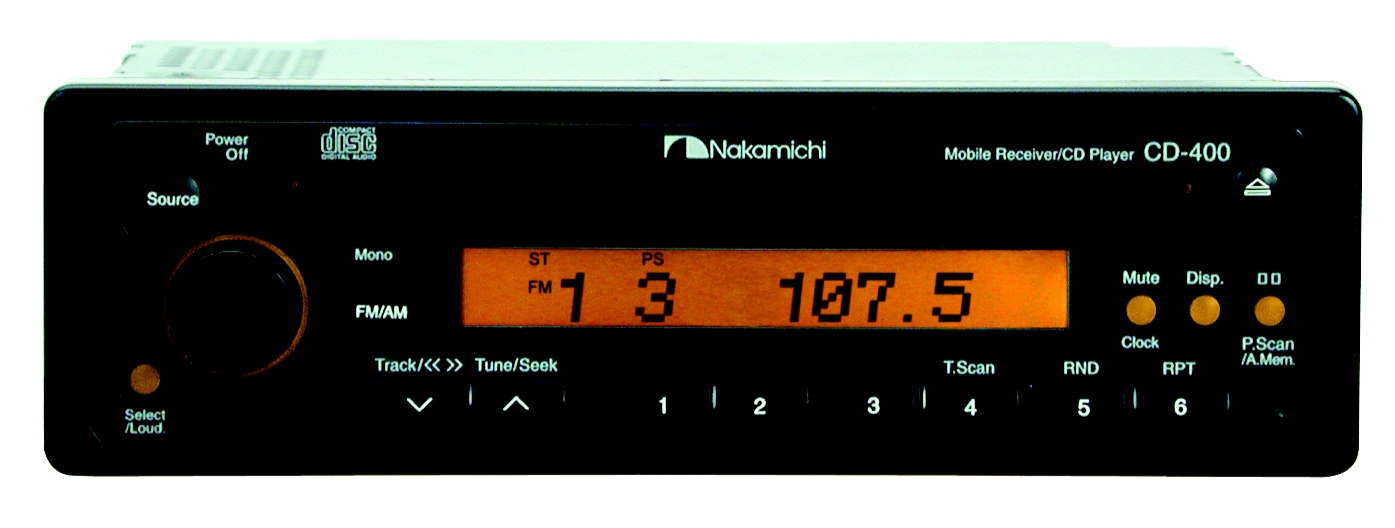 Power
Off
COMPACT
disc
DIGITAL AUDIO
Nakamichi
Mobile Receiver/CD Player CD-400
Source
Mono
FM/AM
ST PS
FM 1 3 107.5
Mute Disp.
Clock
P.Scan
/A.Mem.
Track/<< >> Tune/Seek
T.Scan RND RPT
1 2 3 4 5 6
Select
/Loud.